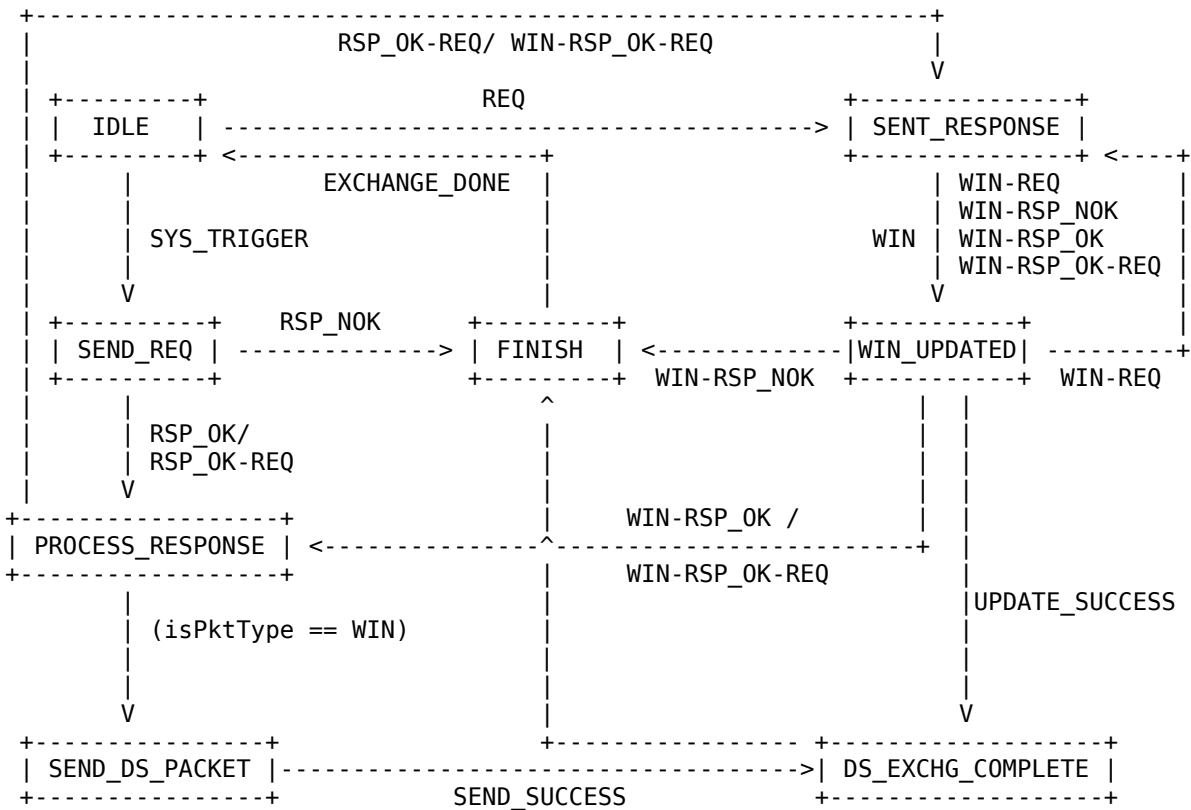 RSP_OK-REQ/ WIN-RSP_OK-REQ
REQ
IDLE
SENT_RESPONSE
EXCHANGE_DONE
WIN-REQ
WIN-RSP_NOK
SYS_TRIGGER
WIN
WIN-RSP_OK
WIN-RSP_OK-REQ
RSP_NOK
SEND_REQ
FINISH
WIN_UPDATED
WIN-RSP_NOK
WIN-REQ
RSP_OK/
RSP_OK-REQ
WIN-RSP_OK /
PROCESS_RESPONSE
WIN-RSP_OK-REQ
UPDATE_SUCCESS
(isPktType == WIN)
SEND_DS_PACKET
DS_EXCHG_COMPLETE
SEND_SUCCESS